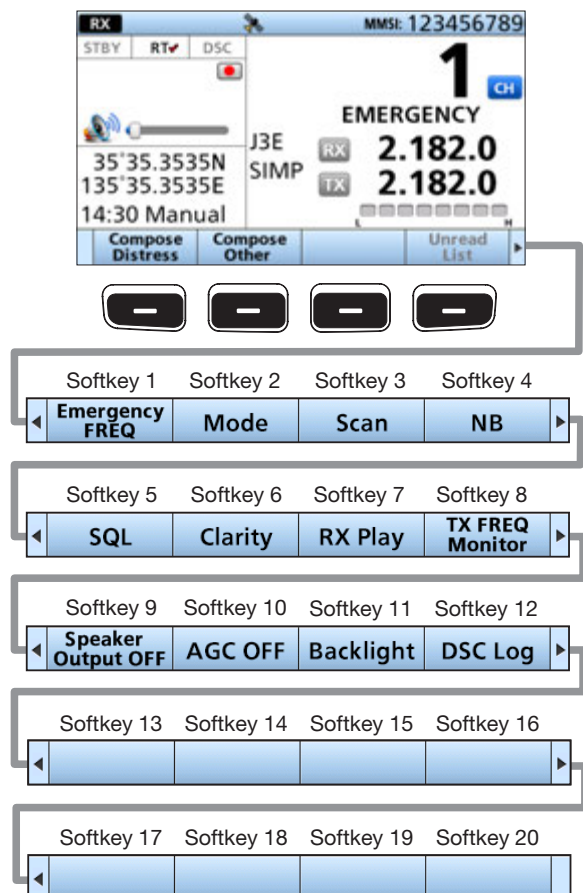 RX MMSI: 123456789
STBY RT✔ DSC
1 CH
EMERGENCY
J3E RX 2.182.0
SIMP TX 2.182.0
35°35.3535N
135°35.3535E
14:30 Manual
L H
Compose Distress Compose Other Unread List
Softkey 1 Softkey 2 Softkey 3 Softkey 4
Emergency FREQ Mode Scan NB
Softkey 5 Softkey 6 Softkey 7 Softkey 8
SQL Clarity RX Play TX FREQ Monitor
Softkey 9 Softkey 10 Softkey 11 Softkey 12
Speaker Output OFF AGC OFF Backlight DSC Log
Softkey 13 Softkey 14 Softkey 15 Softkey 16
Softkey 17 Softkey 18 Softkey 19 Softkey 20